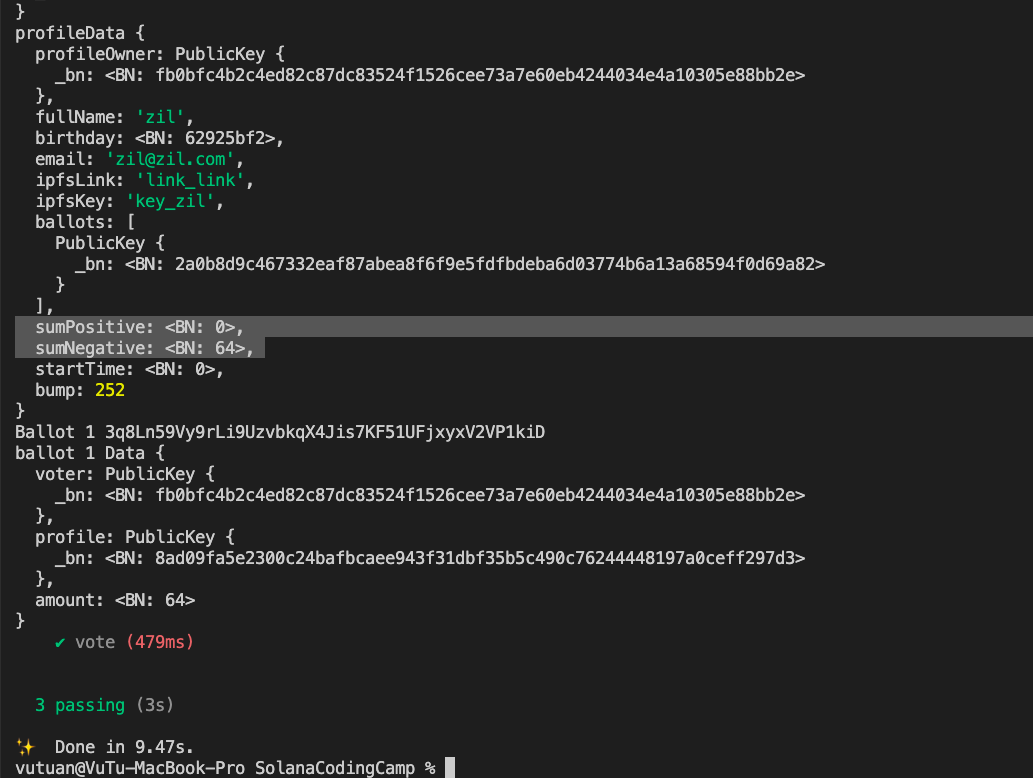 }
profileData {
  profileOwner: PublicKey {
    _bn: <BN: fb0bfc4b2c4ed82c87dc83524f1526cee73a7e60eb4244034e4a10305e88bb2e>
  },
  fullName: 'zil',
  birthday: <BN: 62925bf2>,
  email: 'zil@zil.com',
  ipfsLink: 'link_link',
  ipfsKey: 'key_zil',
  ballots: [
    PublicKey {
      _bn: <BN: 2a0b8d9c467332eaf87abea8f6f9e5fdfbdeba6d03774b6a13a68594f0d69a82>
    }
  ],
  sumPositive: <BN: 0>,
  sumNegative: <BN: 64>,
  startTime: <BN: 0>,
  bump: 252
}
Ballot 1 3q8Ln59Vy9rLi9UzvbkqX4Jis7KF51UFjxyxV2VP1kiD
ballot 1 Data {
  voter: PublicKey {
    _bn: <BN: fb0bfc4b2c4ed82c87dc83524f1526cee73a7e60eb4244034e4a10305e88bb2e>
  },
  profile: PublicKey {
    _bn: <BN: 8ad09fa5e2300c24bafbcaee943f31dbf35b5c490c76244448197a0ceff297d3>
  },
  amount: <BN: 64>
}
    ✔ vote (479ms)
  3 passing (3s)
✨  Done in 9.47s.
vutuan@VuTu-MacBook-Pro SolanaCodingCamp %